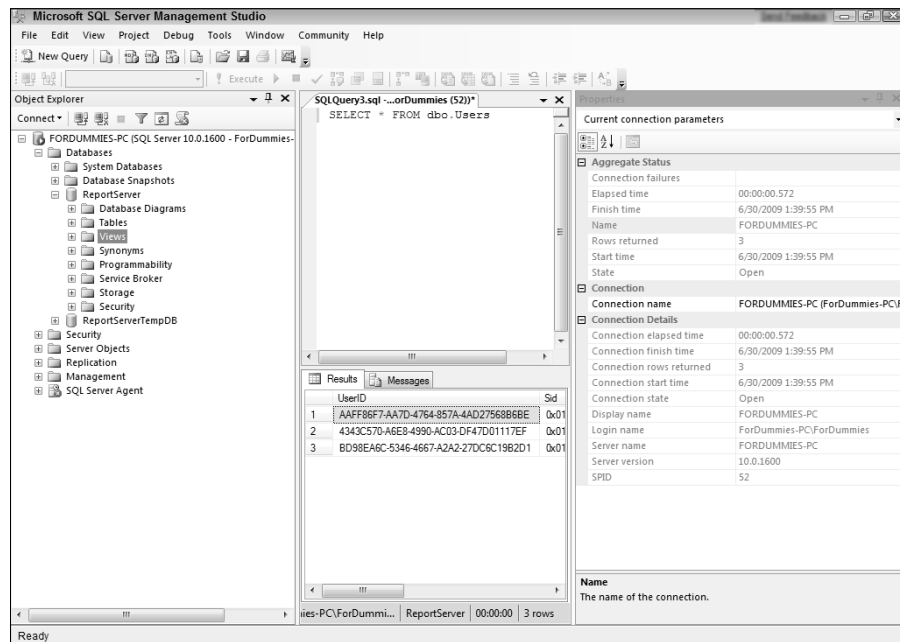 Microsoft SQL Server Management Studio
Send Feedback
File Edit View Project Debug Tools Window Community Help
New Query
Execute
Object Explorer
Connect
FORDUMMIES-PC (SQL Server 10.0.1600 - ForDummies-
Databases
System Databases
Database Snapshots
ReportServer
Database Diagrams
Tables
Views
Synonyms
Programmability
Service Broker
Storage
Security
ReportServerTempDB
Security
Server Objects
Replication
Management
SQL Server Agent
SQLQuery3.sql -...orDummies (52))*
SELECT * FROM dbo.Users
Results Messages
UserID Sid
1 AAFF86F7-AA7D-4764-857A-4AD27568B6BE 0x01
2 4343C570-A6E8-4990-AC03-DF47D01117EF 0x01
3 BD98EA6C-5346-4667-A2A2-27DC6C19B2D1 0x01
ies-PC\ForDummi... ReportServer 00:00:00 3 rows
Properties
Current connection parameters
Aggregate Status
Connection failures
Elapsed time 00:00:00.572
Finish time 6/30/2009 1:39:55 PM
Name FORDUMMIES-PC
Rows returned 3
Start time 6/30/2009 1:39:55 PM
State Open
Connection
Connection name FORDUMMIES-PC (ForDummies-PC\F
Connection Details
Connection elapsed time 00:00:00.572
Connection finish time 6/30/2009 1:39:55 PM
Connection rows returned 3
Connection start time 6/30/2009 1:39:55 PM
Connection state Open
Display name FORDUMMIES-PC
Login name ForDummies-PC\ForDummies
Server name FORDUMMIES-PC
Server version 10.0.1600
SPID 52
Name
The name of the connection.
Ready